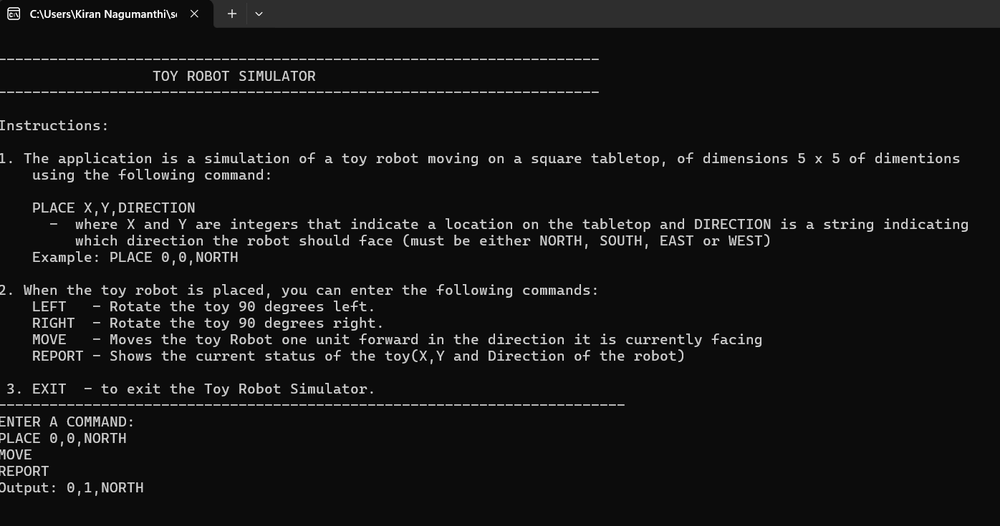 C:\Users\Kiran Nagumanthi\s
TOY ROBOT SIMULATOR
Instructions:
1. The application is a simulation of a toy robot moving on a square tabletop, of dimensions 5 x 5 of dimentions
using the following command:
PLACE X,Y,DIRECTION
- where X and Y are integers that indicate a location on the tabletop and DIRECTION is a string indicating
which direction the robot should face (must be either NORTH, SOUTH, EAST or WEST)
Example: PLACE 0,0,NORTH
2. When the toy robot is placed, you can enter the following commands:
LEFT - Rotate the toy 90 degrees left.
RIGHT - Rotate the toy 90 degrees right.
MOVE - Moves the toy Robot one unit forward in the direction it is currently facing
REPORT - Shows the current status of the toy(X,Y and Direction of the robot)
3. EXIT - to exit the Toy Robot Simulator.
ENTER A COMMAND:
PLACE 0,0,NORTH
MOVE
REPORT
Output: 0,1,NORTH